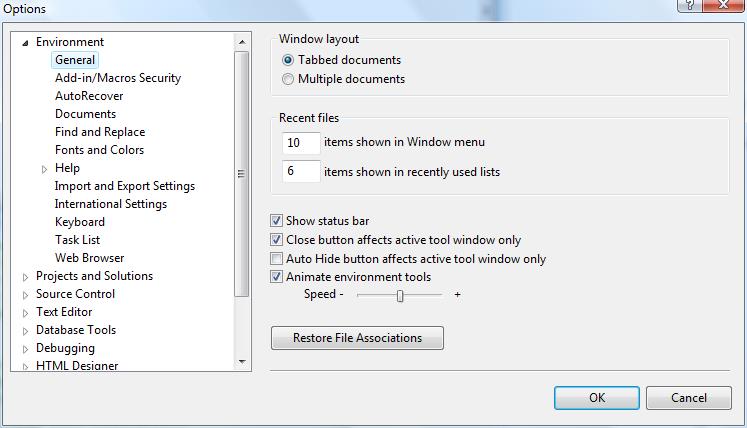 Options
Environment
General
Add-in/Macros Security
AutoRecover
Documents
Find and Replace
Fonts and Colors
Help
Import and Export Settings
International Settings
Keyboard
Task List
Web Browser
Projects and Solutions
Source Control
Text Editor
Database Tools
Debugging
HTML Designer
Window layout
Tabbed documents
Multiple documents
Recent files
10 items shown in Window menu
6 items shown in recently used lists
Show status bar
Close button affects active tool window only
Auto Hide button affects active tool window only
Animate environment tools
Speed - +
Restore File Associations
OK Cancel